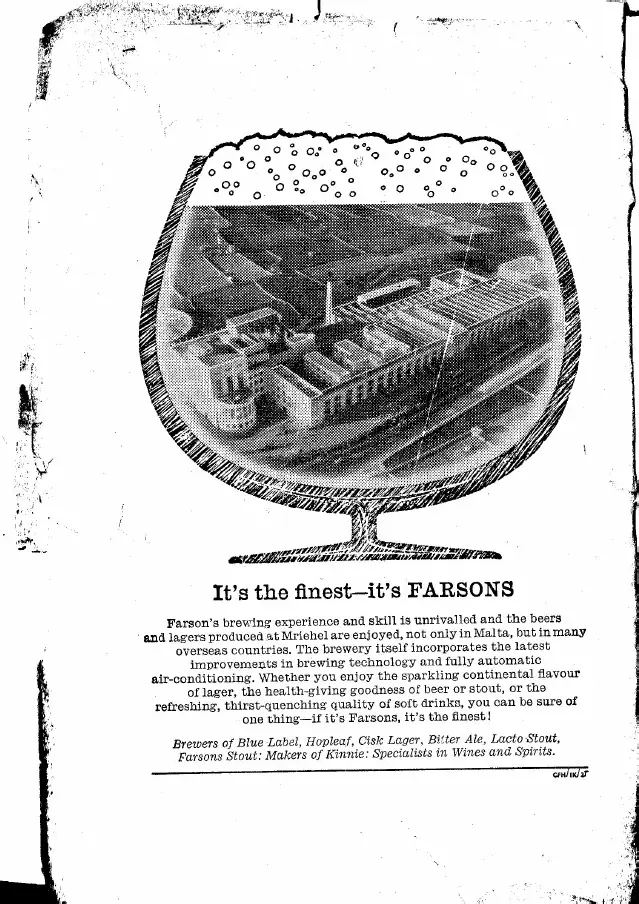 It's the finest—it's FARSONS
Farson's brewing experience and skill is unrivalled and the beers
and lagers produced at Mriehel are enjoyed, not only in Malta, but in many
overseas countries. The brewery itself incorporates the latest
improvements in brewing technology and fully automatic
air-conditioning. Whether you enjoy the sparkling continental flavour
of lager, the health-giving goodness of beer or stout, or the
refreshing, thirst-quenching quality of soft drinks, you can be sure of
one thing—if it's Farsons, it's the finest!
Brewers of Blue Label, Hopleaf, Cisk Lager, Bitter Ale, Lacto Stout,
Farsons Stout: Makers of Kinnie: Specialists in Wines and Spirits.